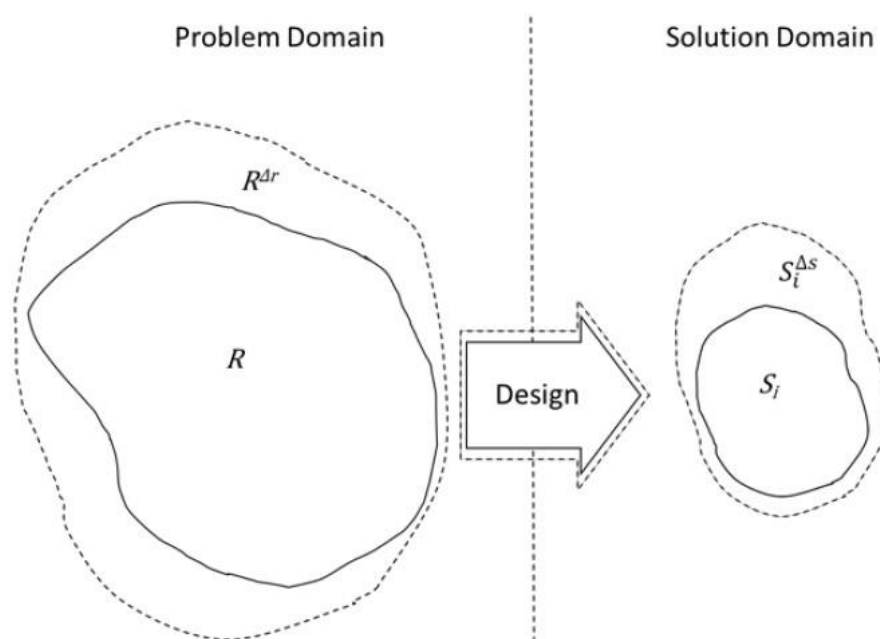 Problem Domain
Solution Domain
R^Δr
S_i^Δs
R
Design
S_i